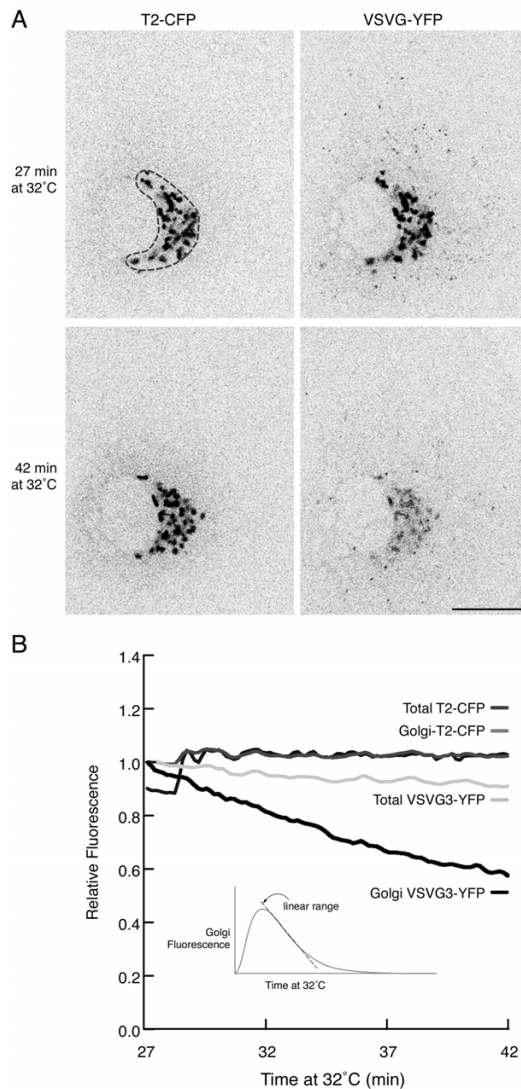 A
T2-CFP
VSVG-YFP
27 min
at 32˚C
42 min
at 32˚C
B
Relative Fluorescence
1.4
1.2
1.0
0.8
0.6
0.4
0.2
0.0
Total T2-CFP
Golgi-T2-CFP
Total VSVG3-YFP
Golgi VSVG3-YFP
linear range
Golgi
Fluorescence
Time at 32˚C
27
32
37
42
Time at 32˚C (min)